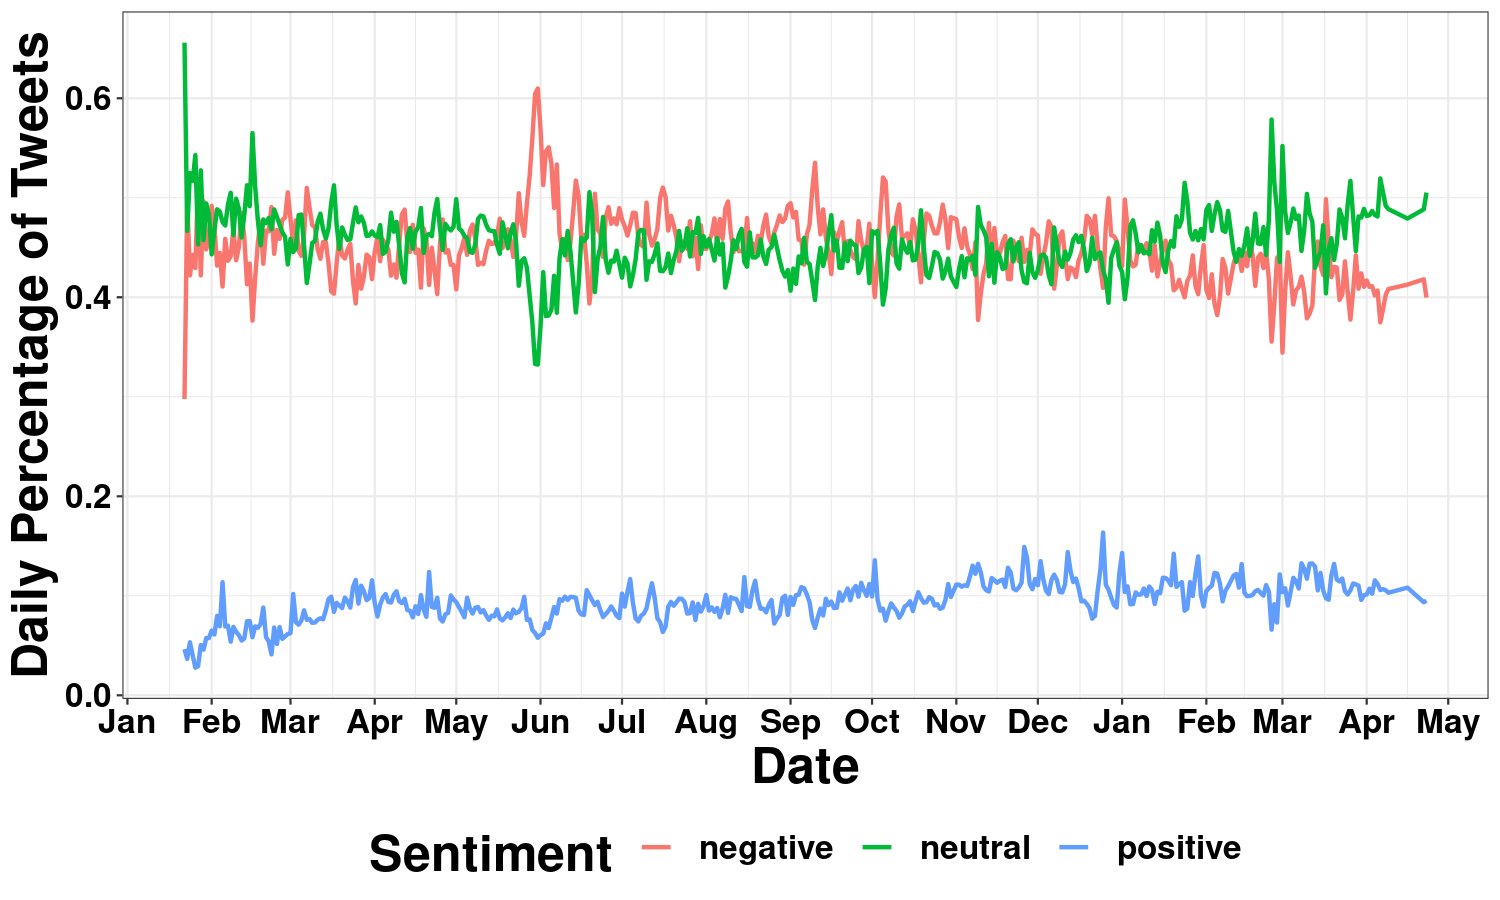 Daily Percentage of Tweets
0.6
0.4
0.2
0.0
Jan Feb Mar Apr May Jun Jul Aug Sep Oct Nov Dec Jan Feb Mar Apr May
Date
Sentiment negative neutral positive